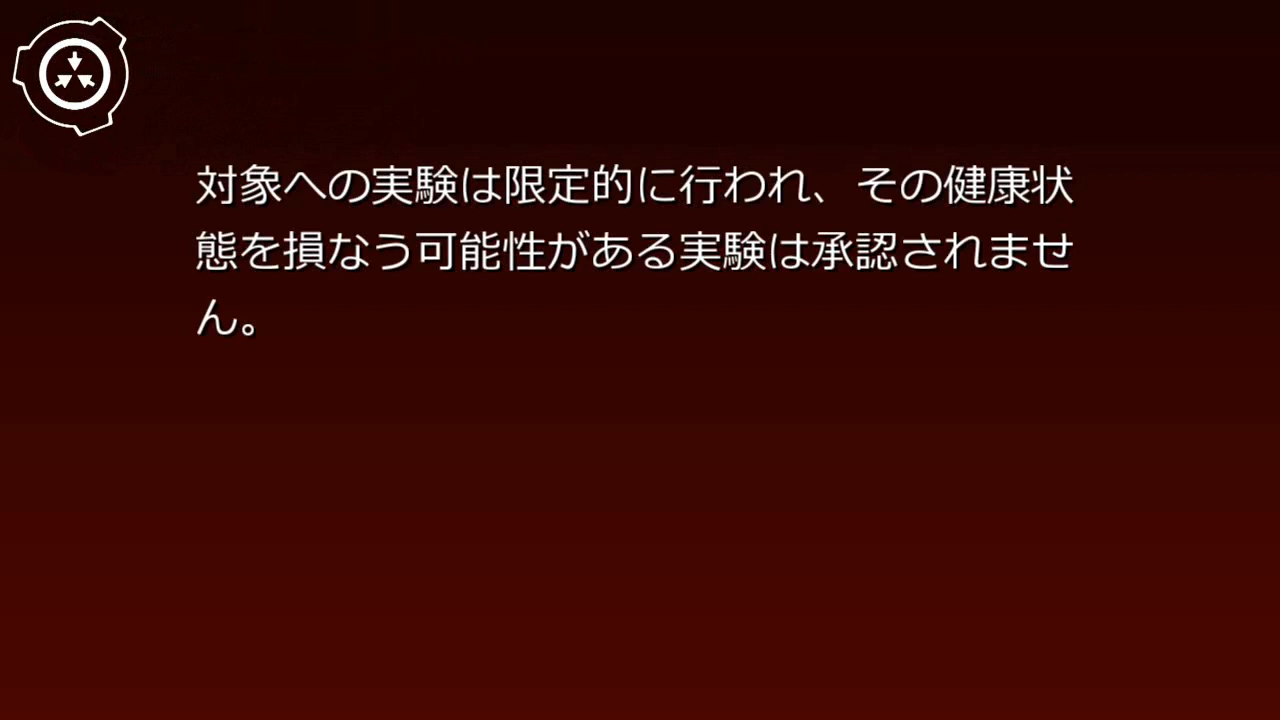 対象への実験は限定的に行われ、その健康状
態を損なう可能性がある実験は承認されませ
ん。